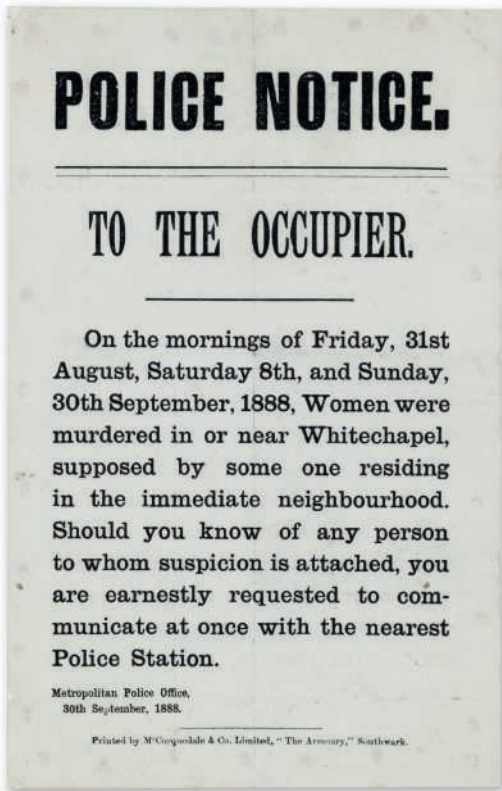 POLICE NOTICE.
TO THE OCCUPIER.
On the mornings of Friday, 31st
August, Saturday 8th, and Sunday,
30th September, 1888, Women were
murdered in or near Whitechapel,
supposed by some one residing
in the immediate neighbourhood.
Should you know of any person
to whom suspicion is attached, you
are earnestly requested to com-
municate at once with the nearest
Police Station.
Metropolitan Police Office,
30th September, 1888.
Printed by McCorquodale & Co. Limited, "The Armoury," Southwark.